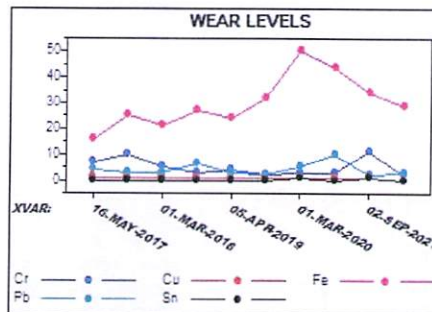 WEAR LEVELS
50
40
30
20
10
0
XVAR:
16-MAY-2017
01-MAR-2018
05-APR-2019
01-MAR-2020
02-SEP-2021
Cr Cu Fe
Pb Sn